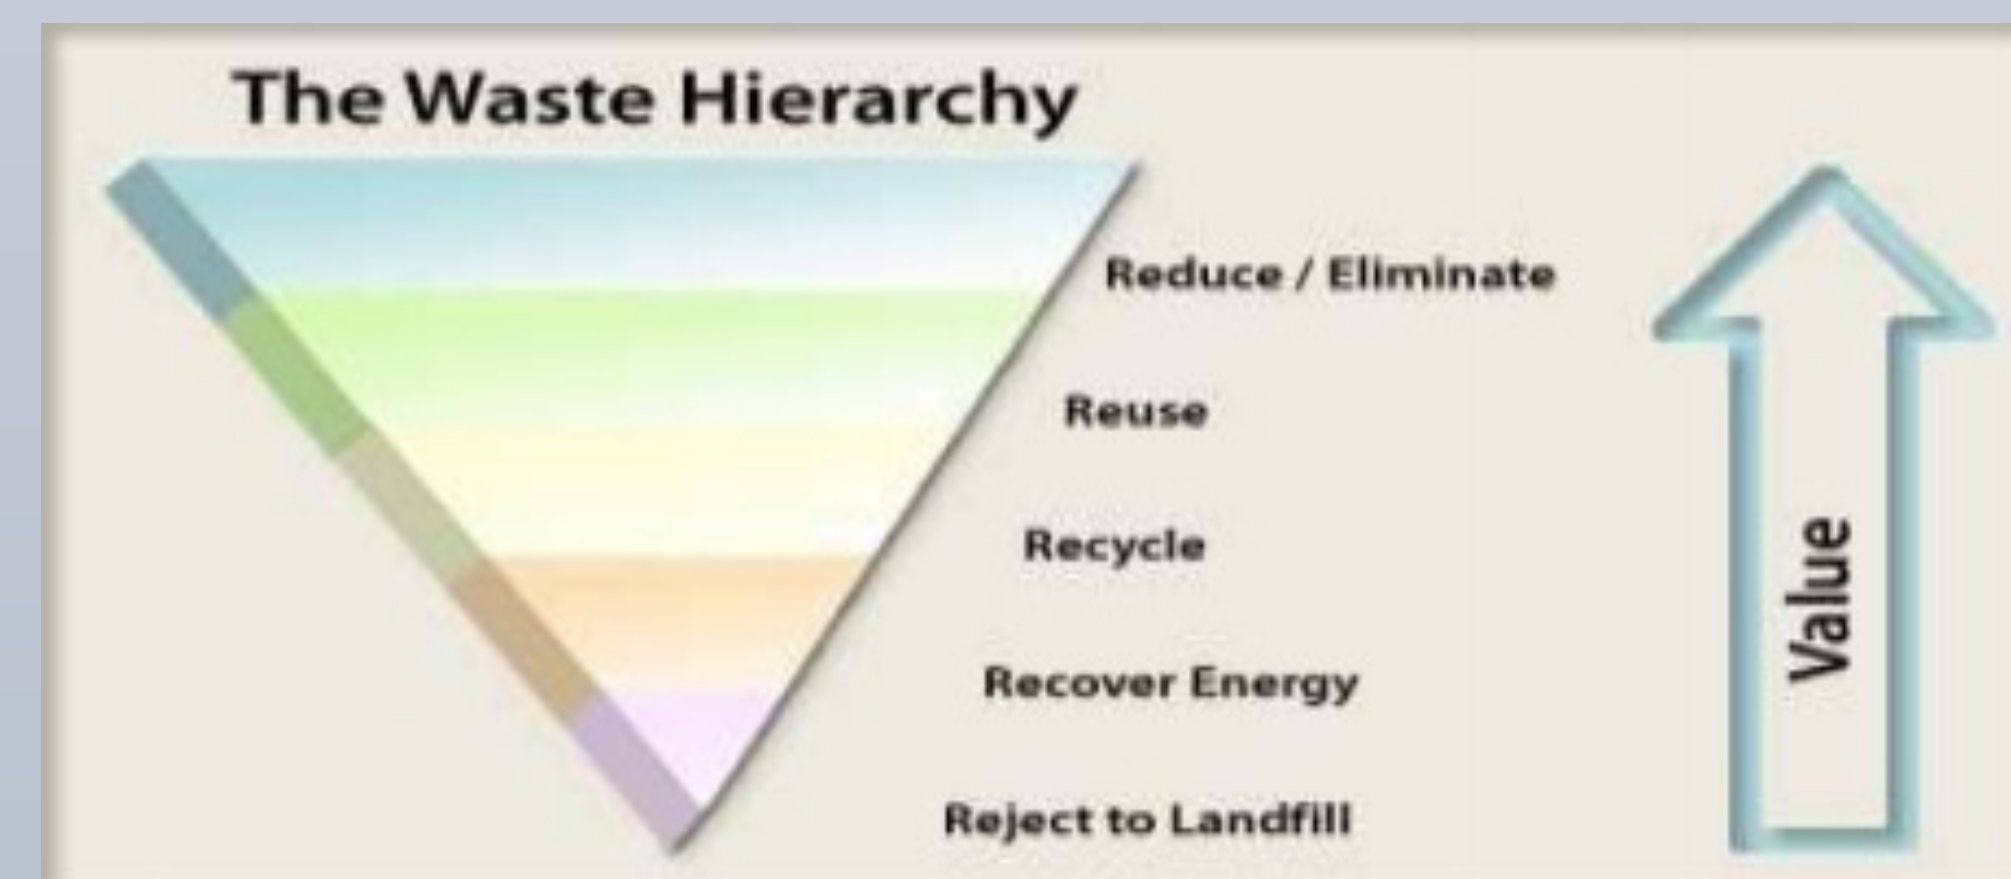 The Waste Hierarchy
Reduce / Eliminate
Reuse
Recycle
Recover Energy
Reject to Landfill
Value